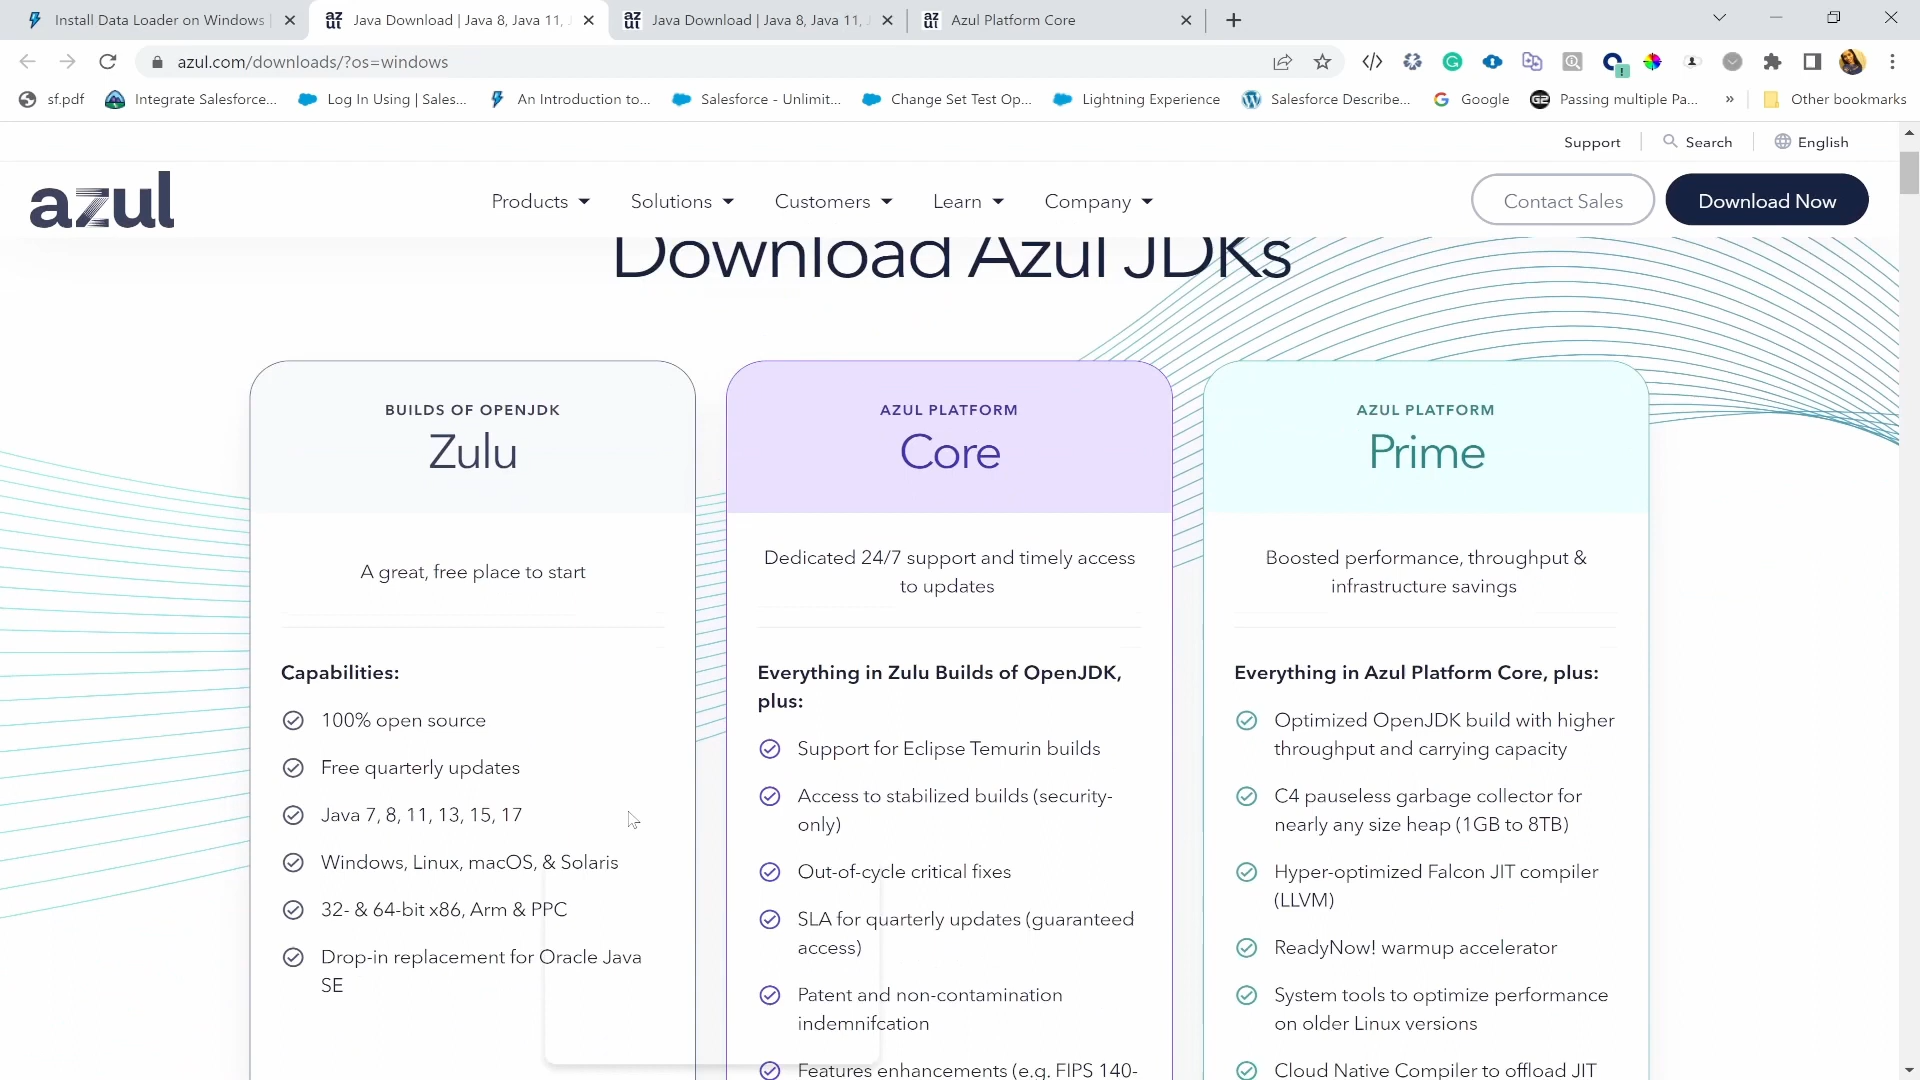 Install Data Loader on Windows
Java Download | Java 8, Java 11,
Java Download | Java 8, Java 11,
Azul Platform Core
azul.com/downloads/?os=windows
sf.pdf
Integrate Salesforce...
Log In Using | Sales...
An Introduction to...
Salesforce - Unlimit...
Change Set Test Op...
Lightning Experience
Salesforce Describe...
Google
Passing multiple Pa...
»
Other bookmarks
Support
Search
English
azul
Products
Solutions
Customers
Learn
Company
Contact Sales
Download Now
Download Azul JDKs
BUILDS OF OPENJDK
Zulu
A great, free place to start
Capabilities:
100% open source
Free quarterly updates
Java 7, 8, 11, 13, 15, 17
Windows, Linux, macOS, & Solaris
32- & 64-bit x86, Arm & PPC
Drop-in replacement for Oracle Java
SE
AZUL PLATFORM
Core
Dedicated 24/7 support and timely access
to updates
Everything in Zulu Builds of OpenJDK,
plus:
Support for Eclipse Temurin builds
Access to stabilized builds (security-
only)
Out-of-cycle critical fixes
SLA for quarterly updates (guaranteed
access)
Patent and non-contamination
indemnifcation
Features enhancements (e.g. FIPS 140-
AZUL PLATFORM
Prime
Boosted performance, throughput &
infrastructure savings
Everything in Azul Platform Core, plus:
Optimized OpenJDK build with higher
throughput and carrying capacity
C4 pauseless garbage collector for
nearly any size heap (1GB to 8TB)
Hyper-optimized Falcon JIT compiler
(LLVM)
ReadyNow! warmup accelerator
System tools to optimize performance
on older Linux versions
Cloud Native Compiler to offload JIT